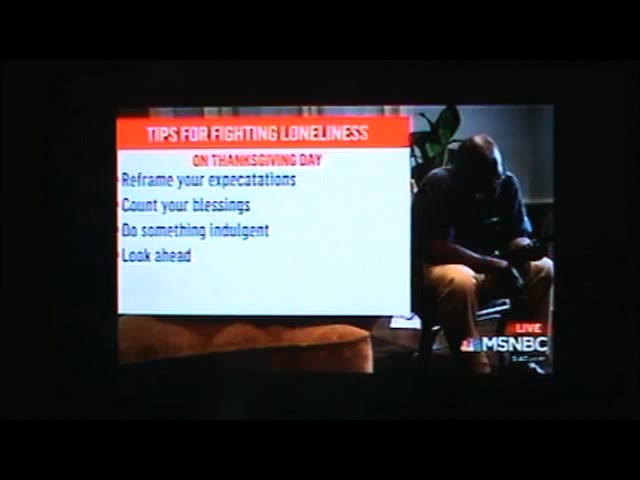 TIPS FOR FIGHTING LONELINESS
ON THANKSGIVING DAY
Reframe your expecatations
Count your blessings
Do something indulgent
Look ahead
LIVE
MSNBC